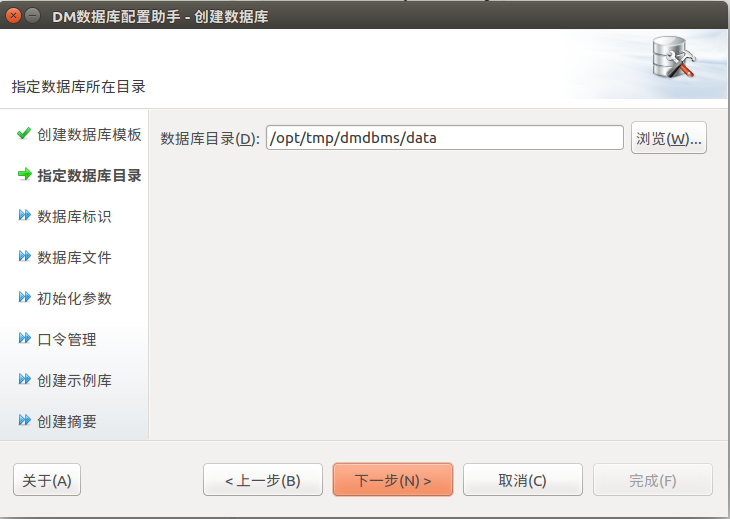 DM数据库配置助手 - 创建数据库
指定数据库所在目录
创建数据库模板
指定数据库目录
数据库标识
数据库文件
初始化参数
口令管理
创建示例库
创建摘要
数据库目录(D): /opt/tmp/dmdbms/data 浏览(W)...
关于(A) < 上一步(B) 下一步(N) > 取消(C) 完成(F)